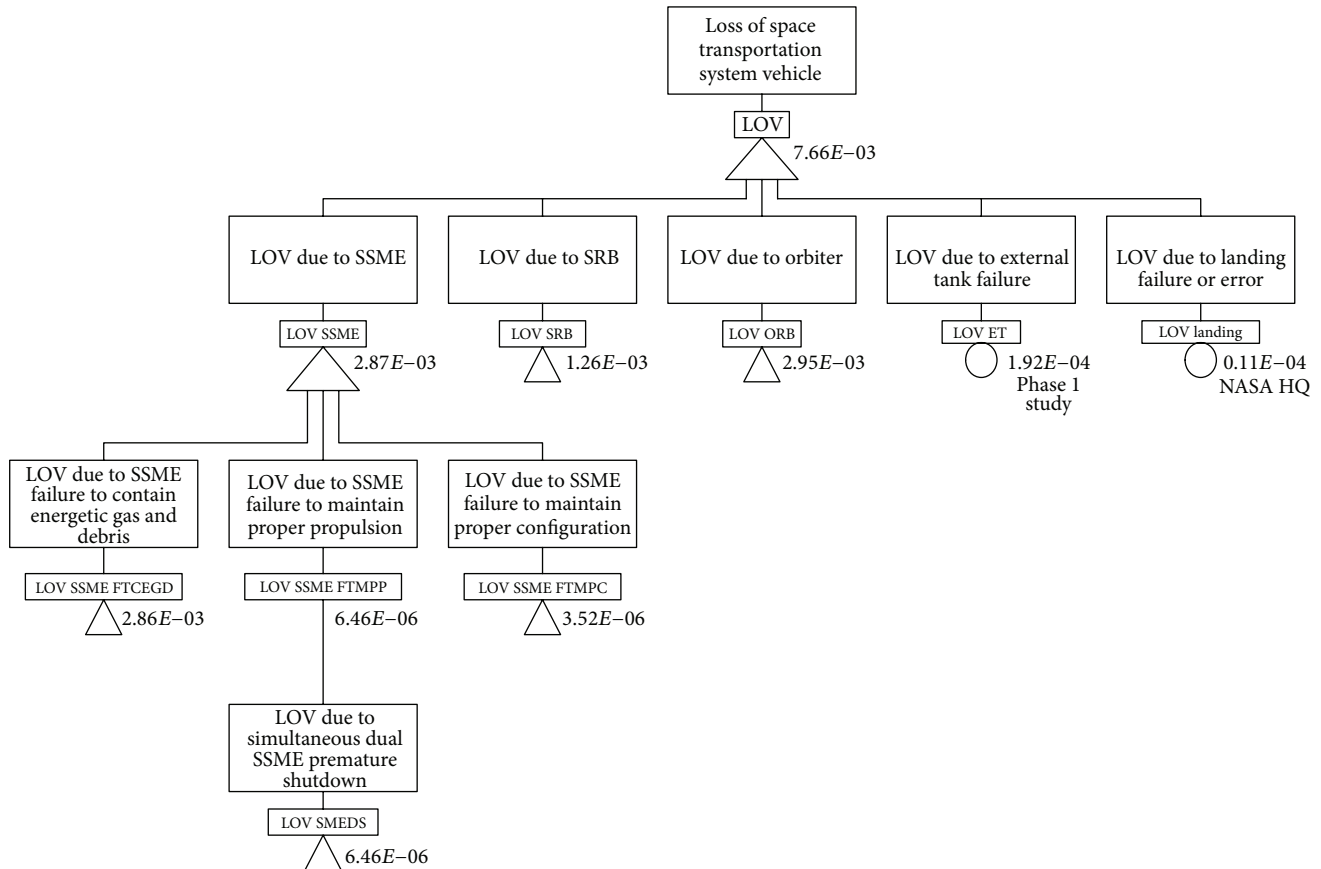 Loss of space
transportation
system vehicle
LOV
7.66E−03
LOV due to SSME
LOV due to SRB
LOV due to orbiter
LOV due to external
tank failure
LOV due to landing
failure or error
LOV SSME
2.87E−03
LOV SRB
1.26E−03
LOV ORB
2.95E−03
LOV ET
1.92E−04
Phase 1
study
LOV landing
0.11E−04
NASA HQ
LOV due to SSME
failure to contain
energetic gas and
debris
LOV due to SSME
failure to maintain
proper propulsion
LOV due to SSME
failure to maintain
proper configuration
LOV SSME FTCEGD
2.86E−03
LOV SSME FTMPP
6.46E−06
LOV SSME FTMPC
3.52E−06
LOV due to
simultaneous dual
SSME premature
shutdown
LOV SMEDS
6.46E−06